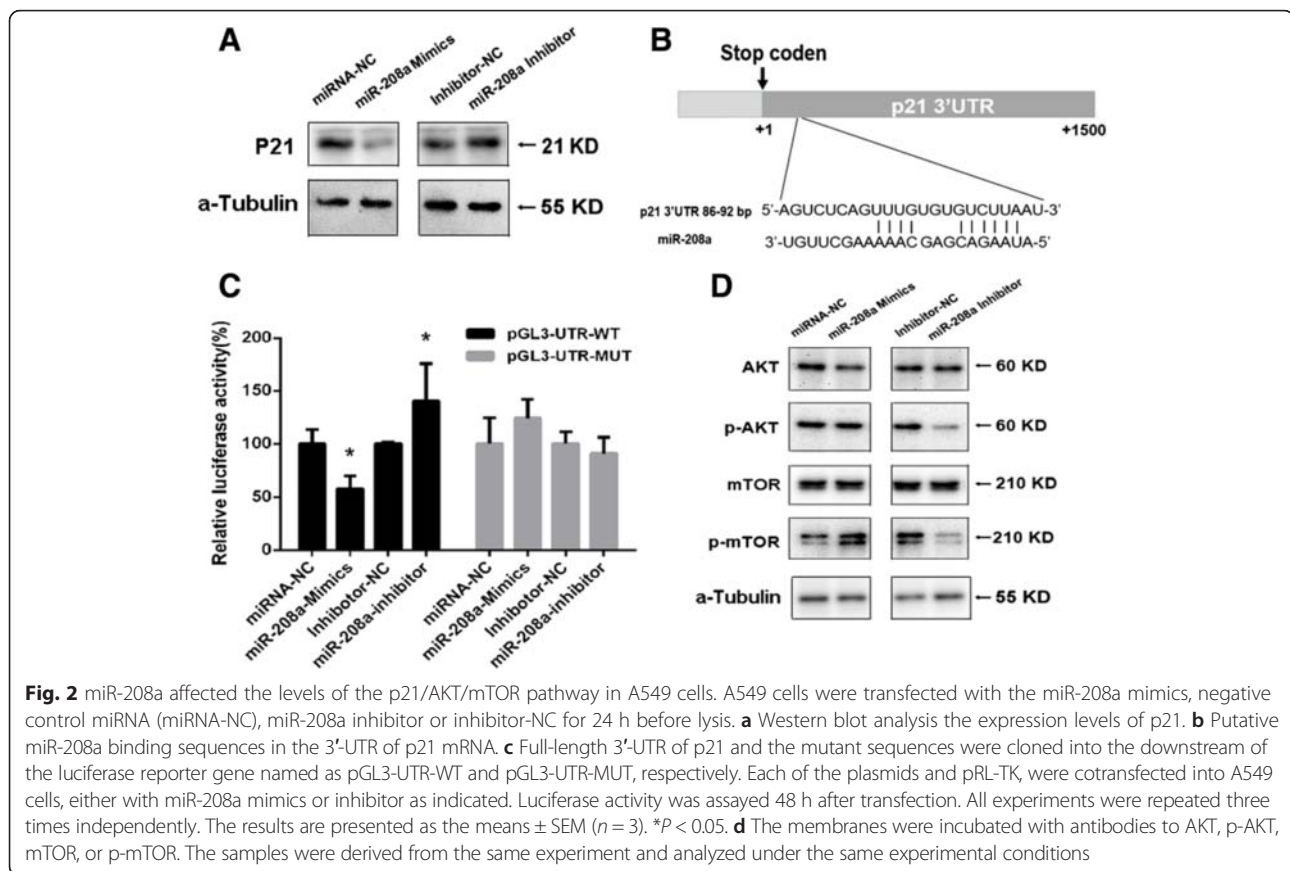 A
miRNA-NC
miR-208a Mimics
Inhibitor-NC
miR-208a Inhibitor
P21
←21 KD
a-Tubulin
←55 KD
B
Stop coden
p21 3'UTR
+1
+1500
p21 3'UTR 86-92 bp
5'-AGUCUCAGUUUGUGUGUCUUAAU-3'
miR-208a
3'-UGUUCGAAAAACGAGCAGAAUA-5'
C
Relative luciferase activity(%)
200
150
100
50
0
pGL3-UTR-WT
pGL3-UTR-MUT
*
*
miRNA-NC
miR-208a-Mimics
Inhibotor-NC
miR-208a-inhibitor
miRNA-NC
miR-208a-Mimics
Inhibotor-NC
miR-208a-inhibitor
D
miRNA-NC
miR-208a Mimics
Inhibitor-NC
miR-208a Inhibitor
AKT
←60 KD
p-AKT
←60 KD
mTOR
←210 KD
p-mTOR
←210 KD
a-Tubulin
←55 KD
Fig. 2 miR-208a affected the levels of the p21/AKT/mTOR pathway in A549 cells. A549 cells were transfected with the miR-208a mimics, negative
control miRNA (miRNA-NC), miR-208a inhibitor or inhibitor-NC for 24 h before lysis. a Western blot analysis the expression levels of p21. b Putative
miR-208a binding sequences in the 3′-UTR of p21 mRNA. c Full-length 3′-UTR of p21 and the mutant sequences were cloned into the downstream of
the luciferase reporter gene named as pGL3-UTR-WT and pGL3-UTR-MUT, respectively. Each of the plasmids and pRL-TK, were cotransfected into A549
cells, either with miR-208a mimics or inhibitor as indicated. Luciferase activity was assayed 48 h after transfection. All experiments were repeated three
times independently. The results are presented as the means ± SEM (n = 3). *P < 0.05. d The membranes were incubated with antibodies to AKT, p-AKT,
mTOR, or p-mTOR. The samples were derived from the same experiment and analyzed under the same experimental conditions